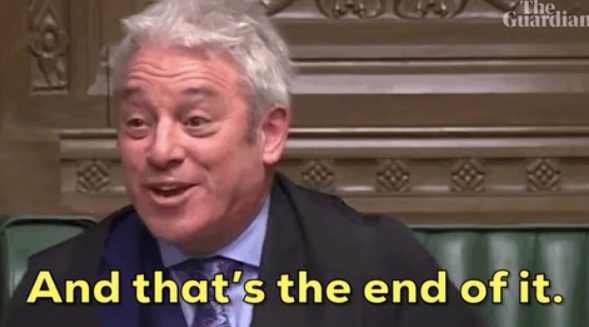 The
Guardian
And that's the end of it.